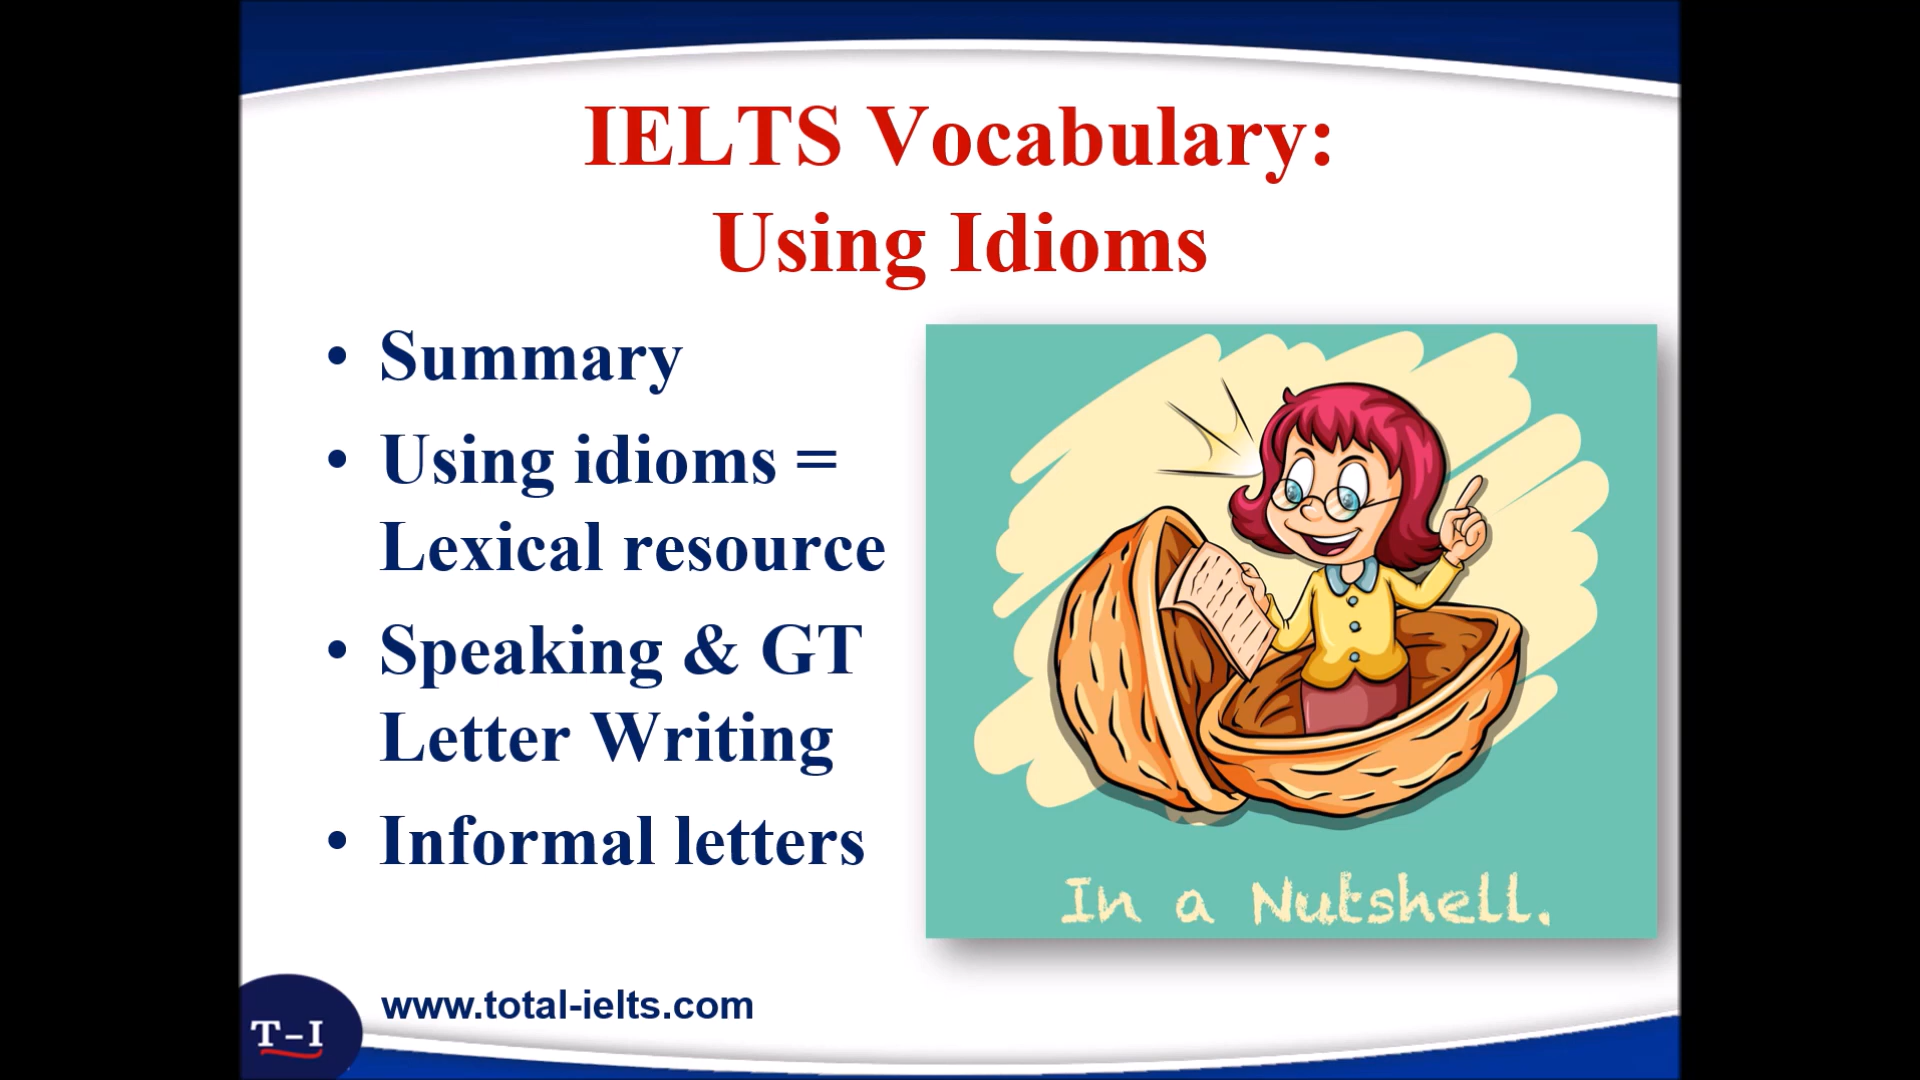 IELTS Vocabulary:
Using Idioms
• Summary
• Using idioms =
Lexical resource
• Speaking & GT
Letter Writing
• Informal letters
In a Nutshell.
www.total-ielts.com
T-I